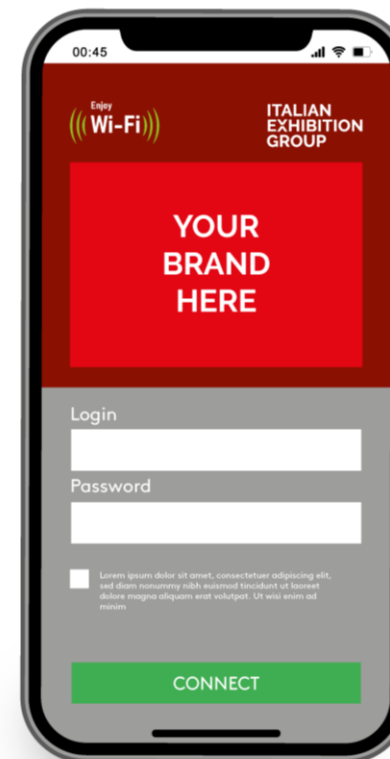 00:45
Enjoy
Wi-Fi
ITALIAN
EXHIBITION
GROUP
YOUR
BRAND
HERE
Login
Password
Lorem ipsum dolor sit amet, consectetuer adipiscing elit,
sed diam nonummy nibh euismod tincidunt ut laoreet
dolore magna aliquam erat volutpat. Ut wisi enim ad
minim
CONNECT